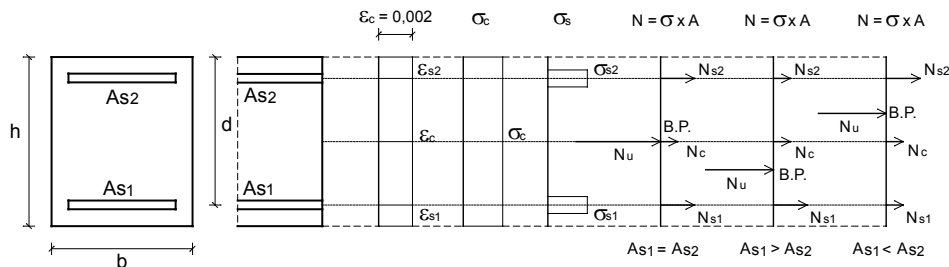 εc = 0,002 σc σs N = σ x A N = σ x A N = σ x A
εs2 σs2 Ns2 Ns2 Ns2
As2 As2
h d
Nu B.P.
εc σc B.P.
Nu Nc Nc Nc
Nu B.P.
As1 As1
εs1 σs1 Ns1 Ns1 Ns1
b
As1 = As2 As1 > As2 As1 < As2